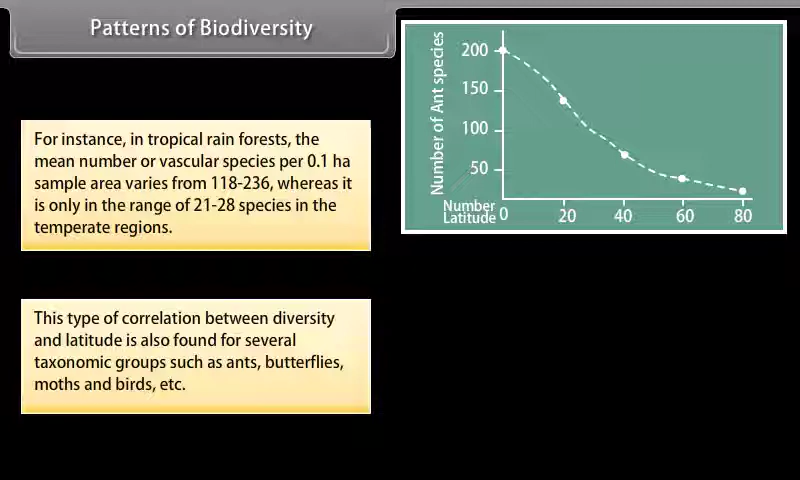 Patterns of Biodiversity
For instance, in tropical rain forests, the
mean number or vascular species per 0.1 ha
sample area varies from 118-236, whereas it
is only in the range of 21-28 species in the
temperate regions.
This type of correlation between diversity
and latitude is also found for several
taxonomic groups such as ants, butterflies,
moths and birds, etc.
Number of Ant species
200
150
100
50
Number
Latitude
0 20 40 60 80